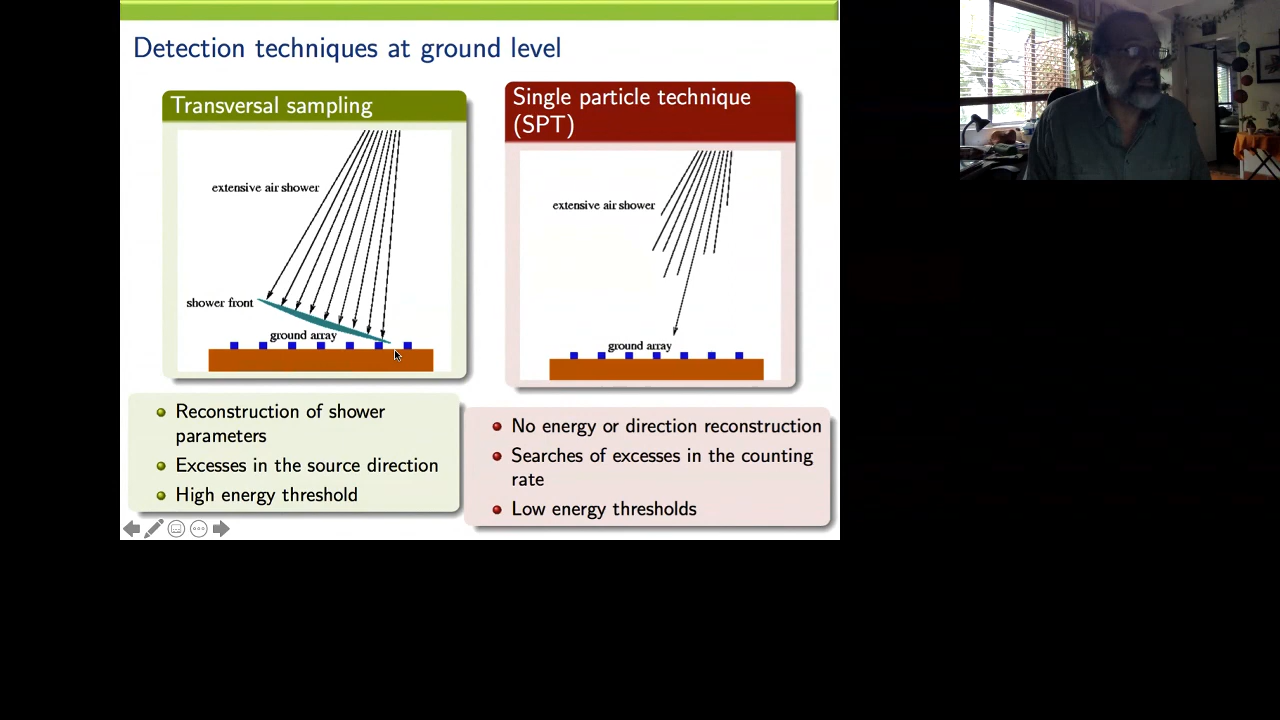 Detection techniques at ground level
Transversal sampling
extensive air shower
shower front
ground array
Reconstruction of shower
parameters
Excesses in the source direction
High energy threshold
Single particle technique
(SPT)
extensive air shower
ground array
No energy or direction reconstruction
Searches of excesses in the counting
rate
Low energy thresholds